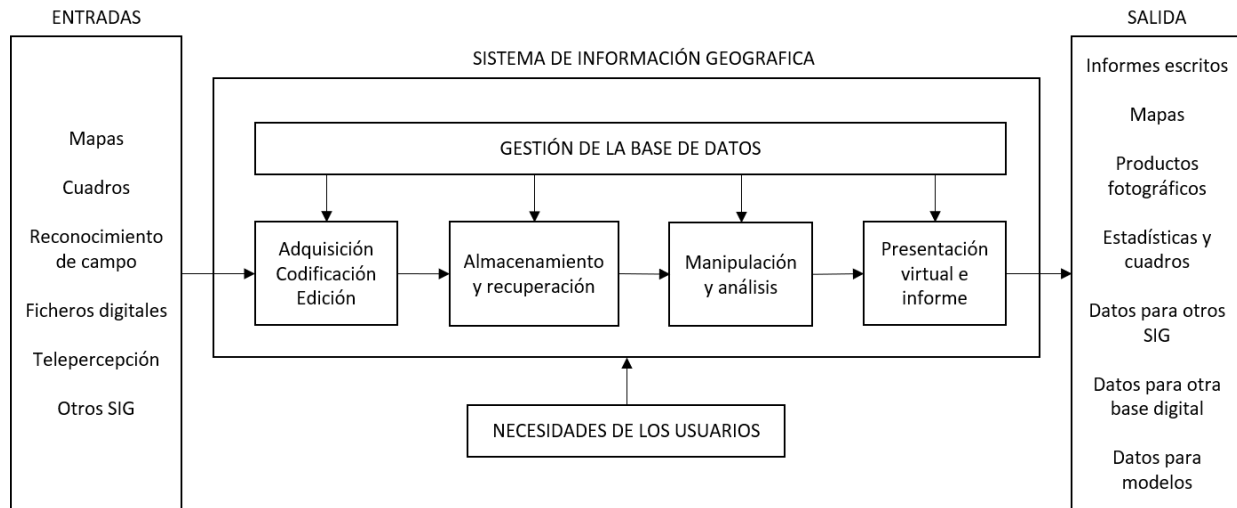 ENTRADAS
Mapas
Cuadros
Reconocimiento
de campo
Ficheros digitales
Telepercepción
Otros SIG
SISTEMA DE INFORMACIÓN GEOGRAFICA
GESTIÓN DE LA BASE DE DATOS
Adquisición
Codificación
Edición
Almacenamiento
y recuperación
Manipulación
y análisis
Presentación
virtual e
informe
NECESIDADES DE LOS USUARIOS
SALIDA
Informes escritos
Mapas
Productos
fotográficos
Estadísticas y
cuadros
Datos para otros
SIG
Datos para otra
base digital
Datos para
modelos